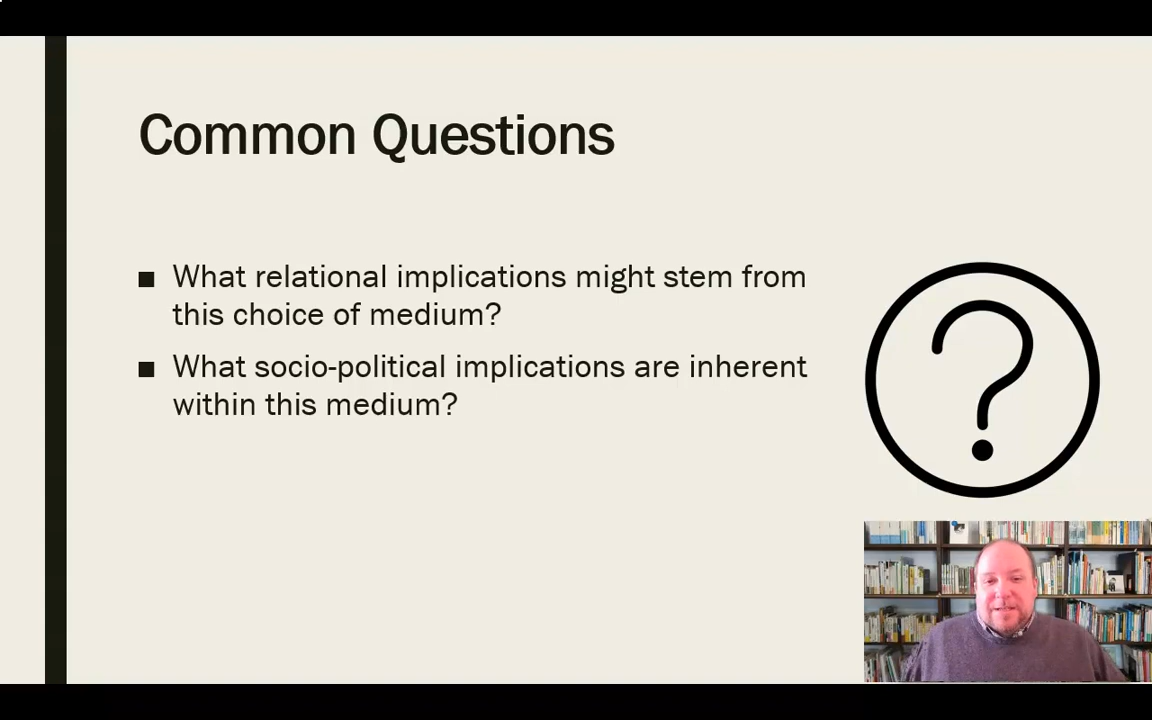 Common Questions
■ What relational implications might stem from
this choice of medium?
■ What socio-political implications are inherent
within this medium?
?